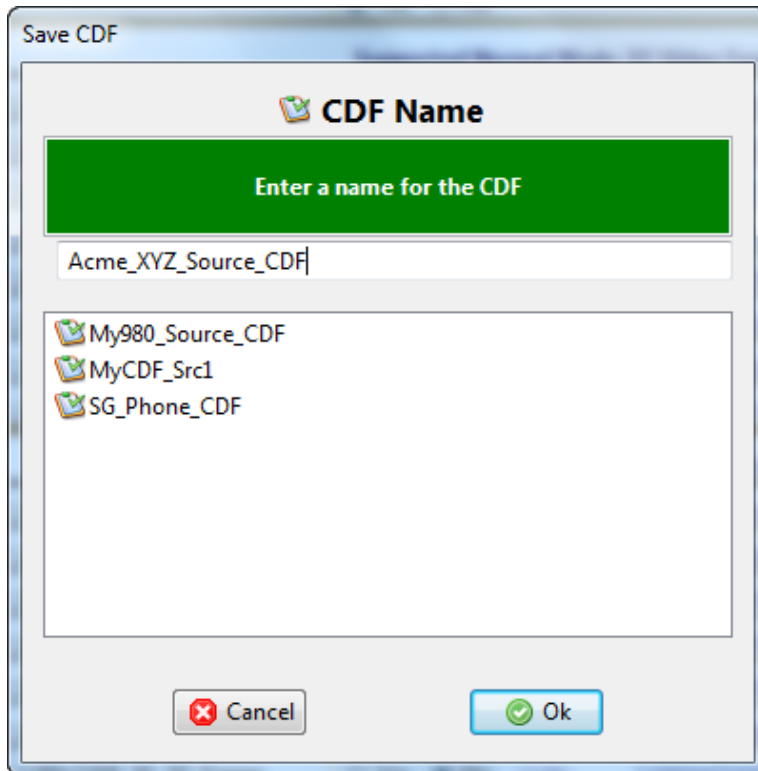 Save CDF
CDF Name
Enter a name for the CDF
Acme_XYZ_Source_CDF
My980_Source_CDF
MyCDF_Src1
SG_Phone_CDF
Cancel
Ok